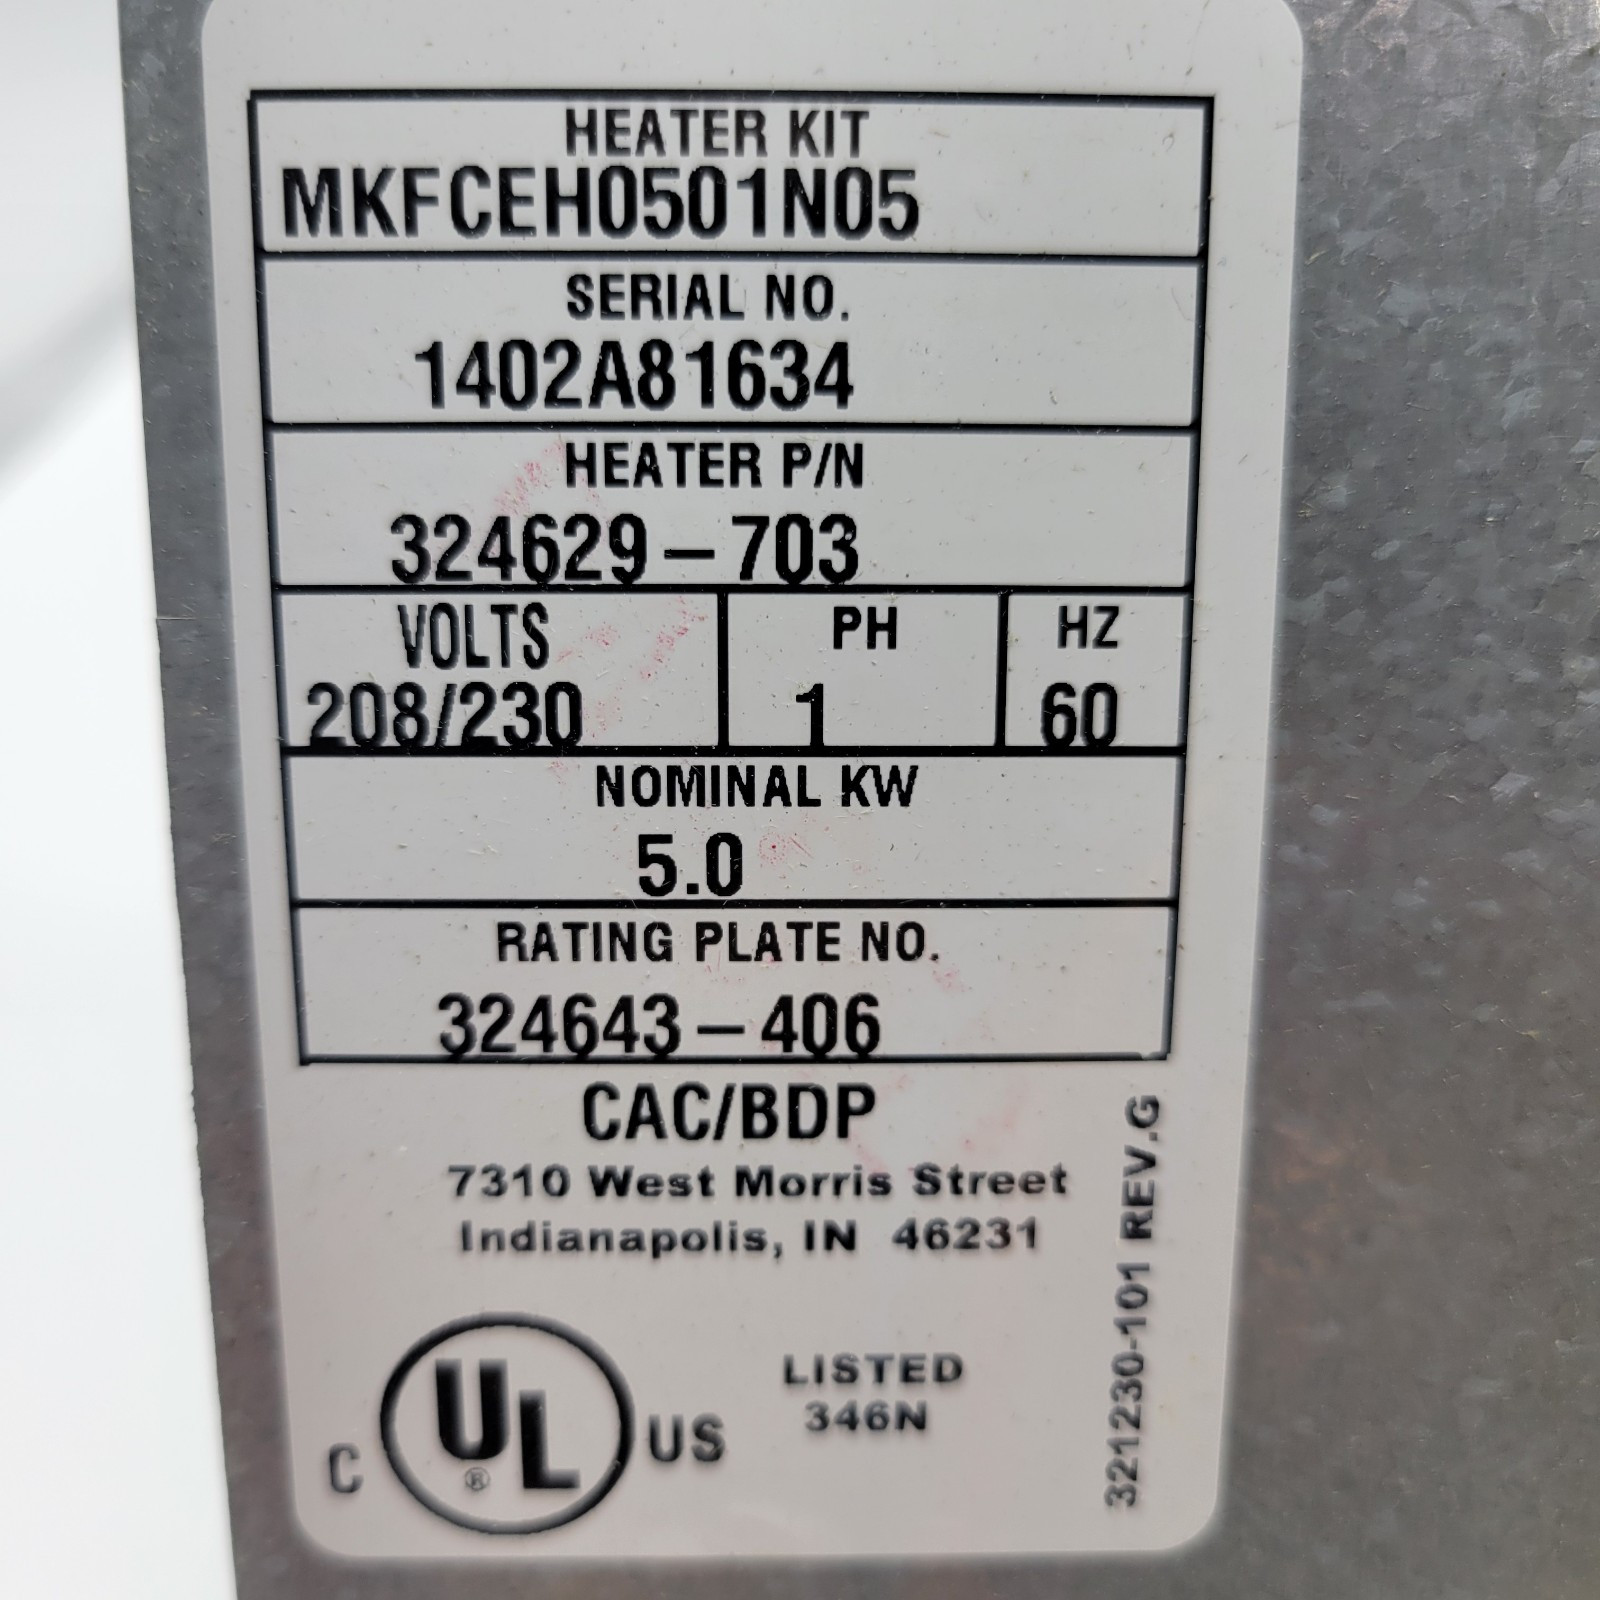 HEATER KIT
MKFCEH0501N05
SERIAL NO.
1402A81634
HEATER P/N
324629-703
VOLTS PH HZ
208/230 1 60
NOMINAL KW
5.0
RATING PLATE NO.
324643-406
CAC/BDP
7310 West Morris Street
Indianapolis, IN 46231
321230-101 REV.G
C UL® US
LISTED
346N